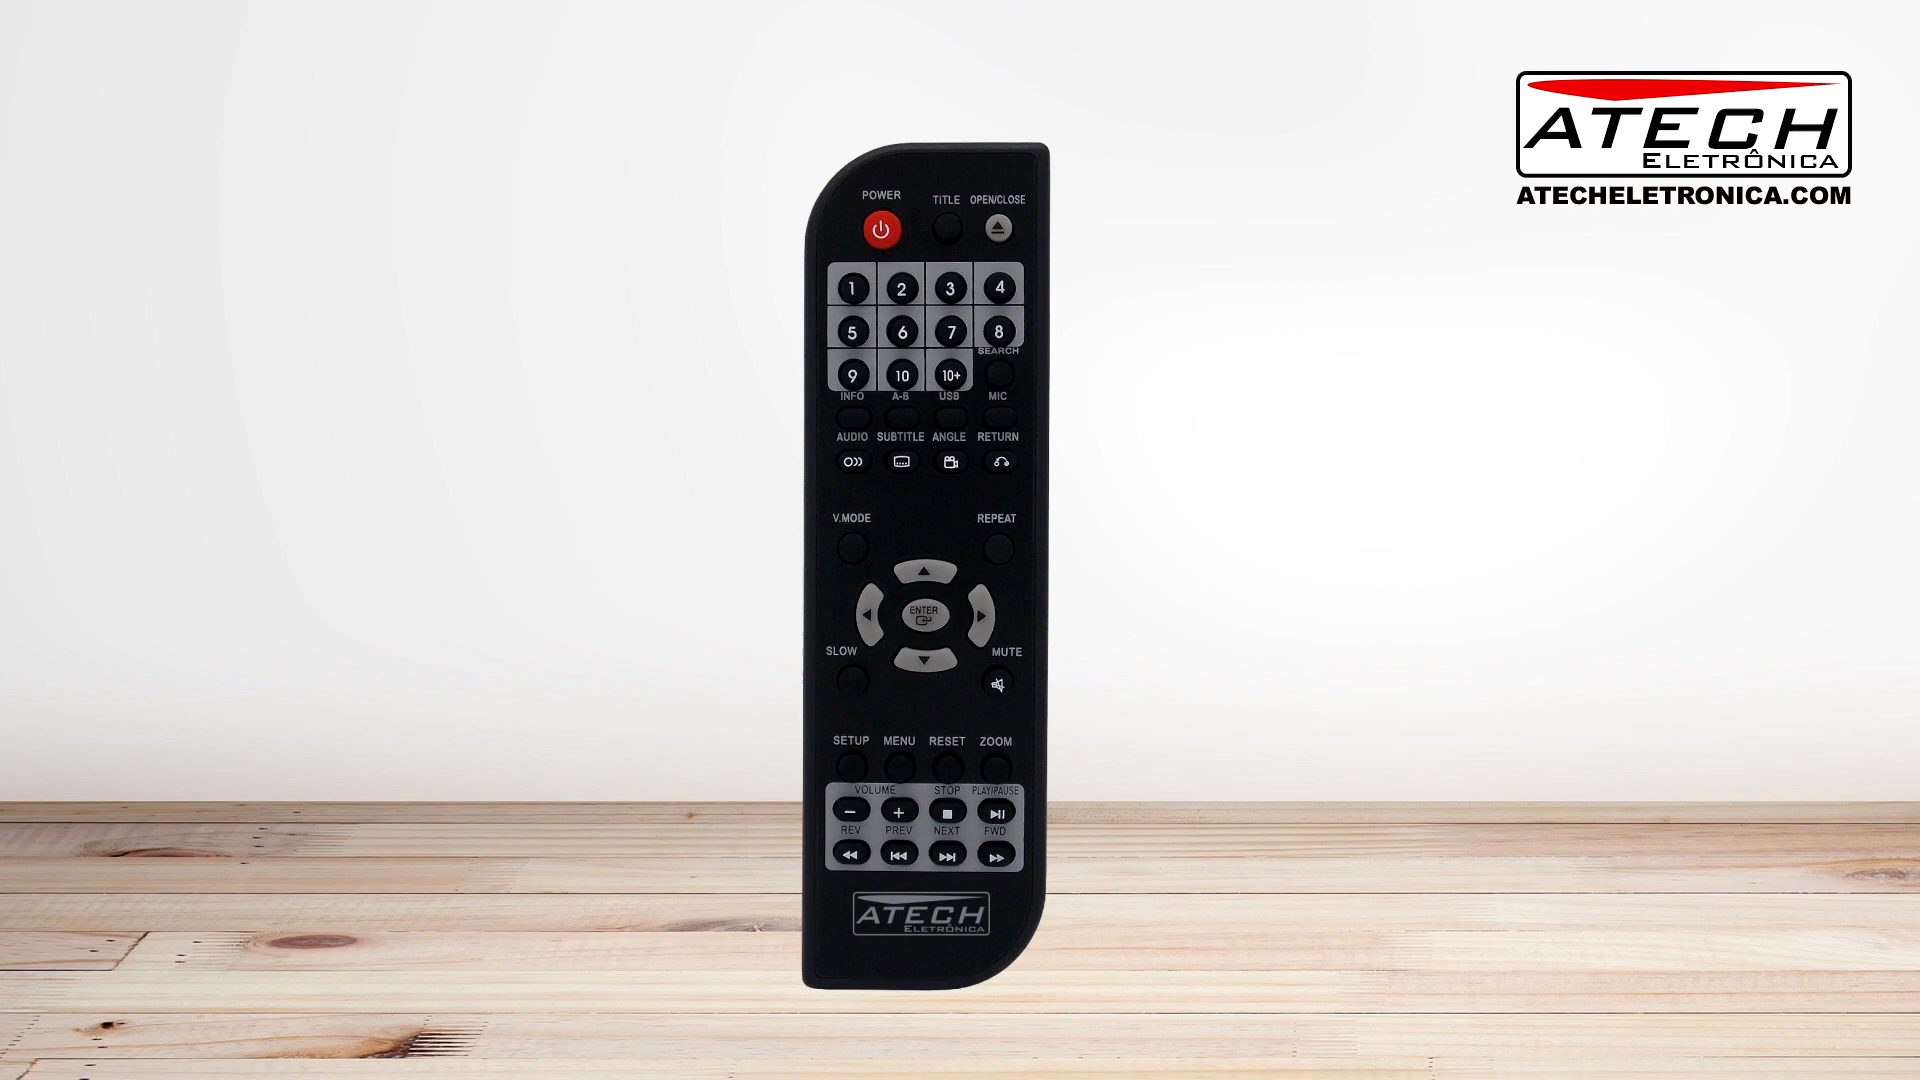 ATECH
ELETRÔNICA
ATECHELETRONICA.COM
POWER TITLE OPEN/CLOSE
1 2 3 4
5 6 7 8
SEARCH
9 10 10+
INFO A-B USB MIC
AUDIO SUBTITLE ANGLE RETURN
V.MODE REPEAT
ENTER
SLOW MUTE
SETUP MENU RESET ZOOM
VOLUME STOP PLAY/PAUSE
- +
REV PREV NEXT FWD
ATECH
ELETRÔNICA